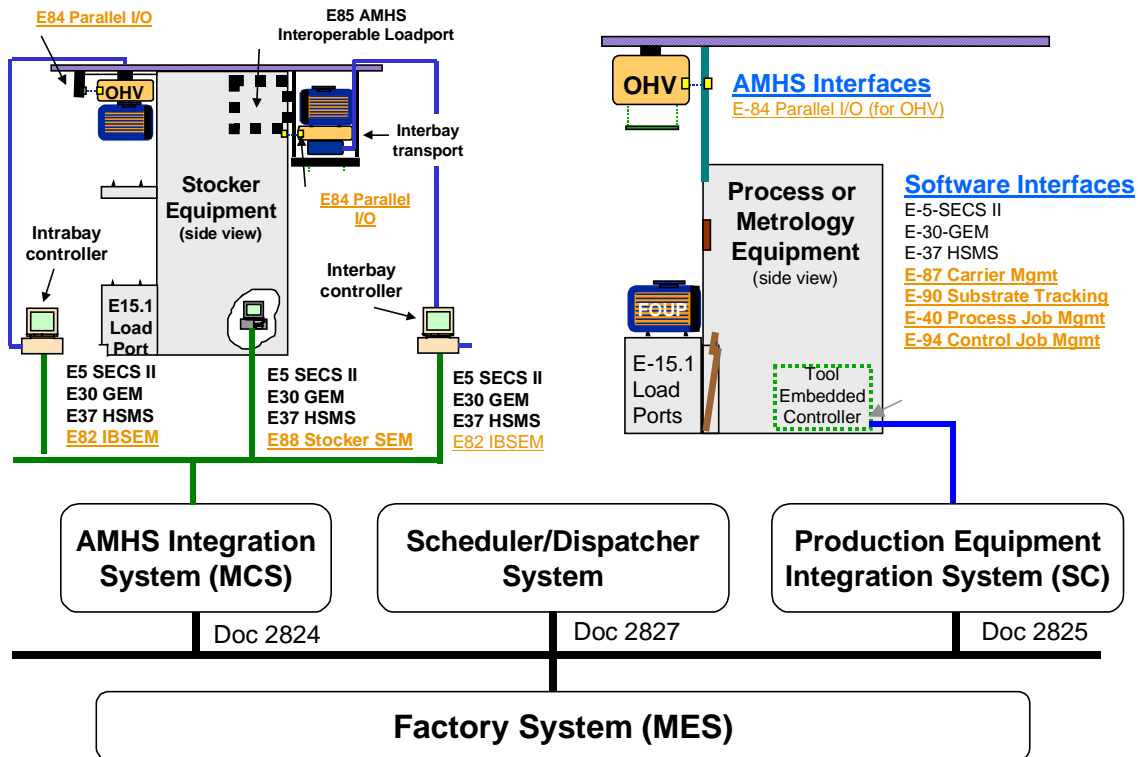 E84 Parallel I/O
E85 AMHS
Interoperable Loadport
OHV
Interbay
transport
Stocker
Equipment
(side view)
E84 Parallel
I/O
Intrabay
controller
Interbay
controller
E15.1
Load
Port
E5 SECS II
E30 GEM
E37 HSMS
E82 IBSEM
E5 SECS II
E30 GEM
E37 HSMS
E88 Stocker SEM
E5 SECS II
E30 GEM
E37 HSMS
E82 IBSEM
OHV
AMHS Interfaces
E-84 Parallel I/O (for OHV)
Process or
Metrology
Equipment
(side view)
Software Interfaces
E-5-SECS II
E-30-GEM
E-37 HSMS
E-87 Carrier Mgmt
E-90 Substrate Tracking
E-40 Process Job Mgmt
E-94 Control Job Mgmt
FOUP
E-15.1
Load
Ports
Tool
Embedded
Controller
AMHS Integration
System (MCS)
Scheduler/Dispatcher
System
Production Equipment
Integration System (SC)
Doc 2824
Doc 2827
Doc 2825
Factory System (MES)